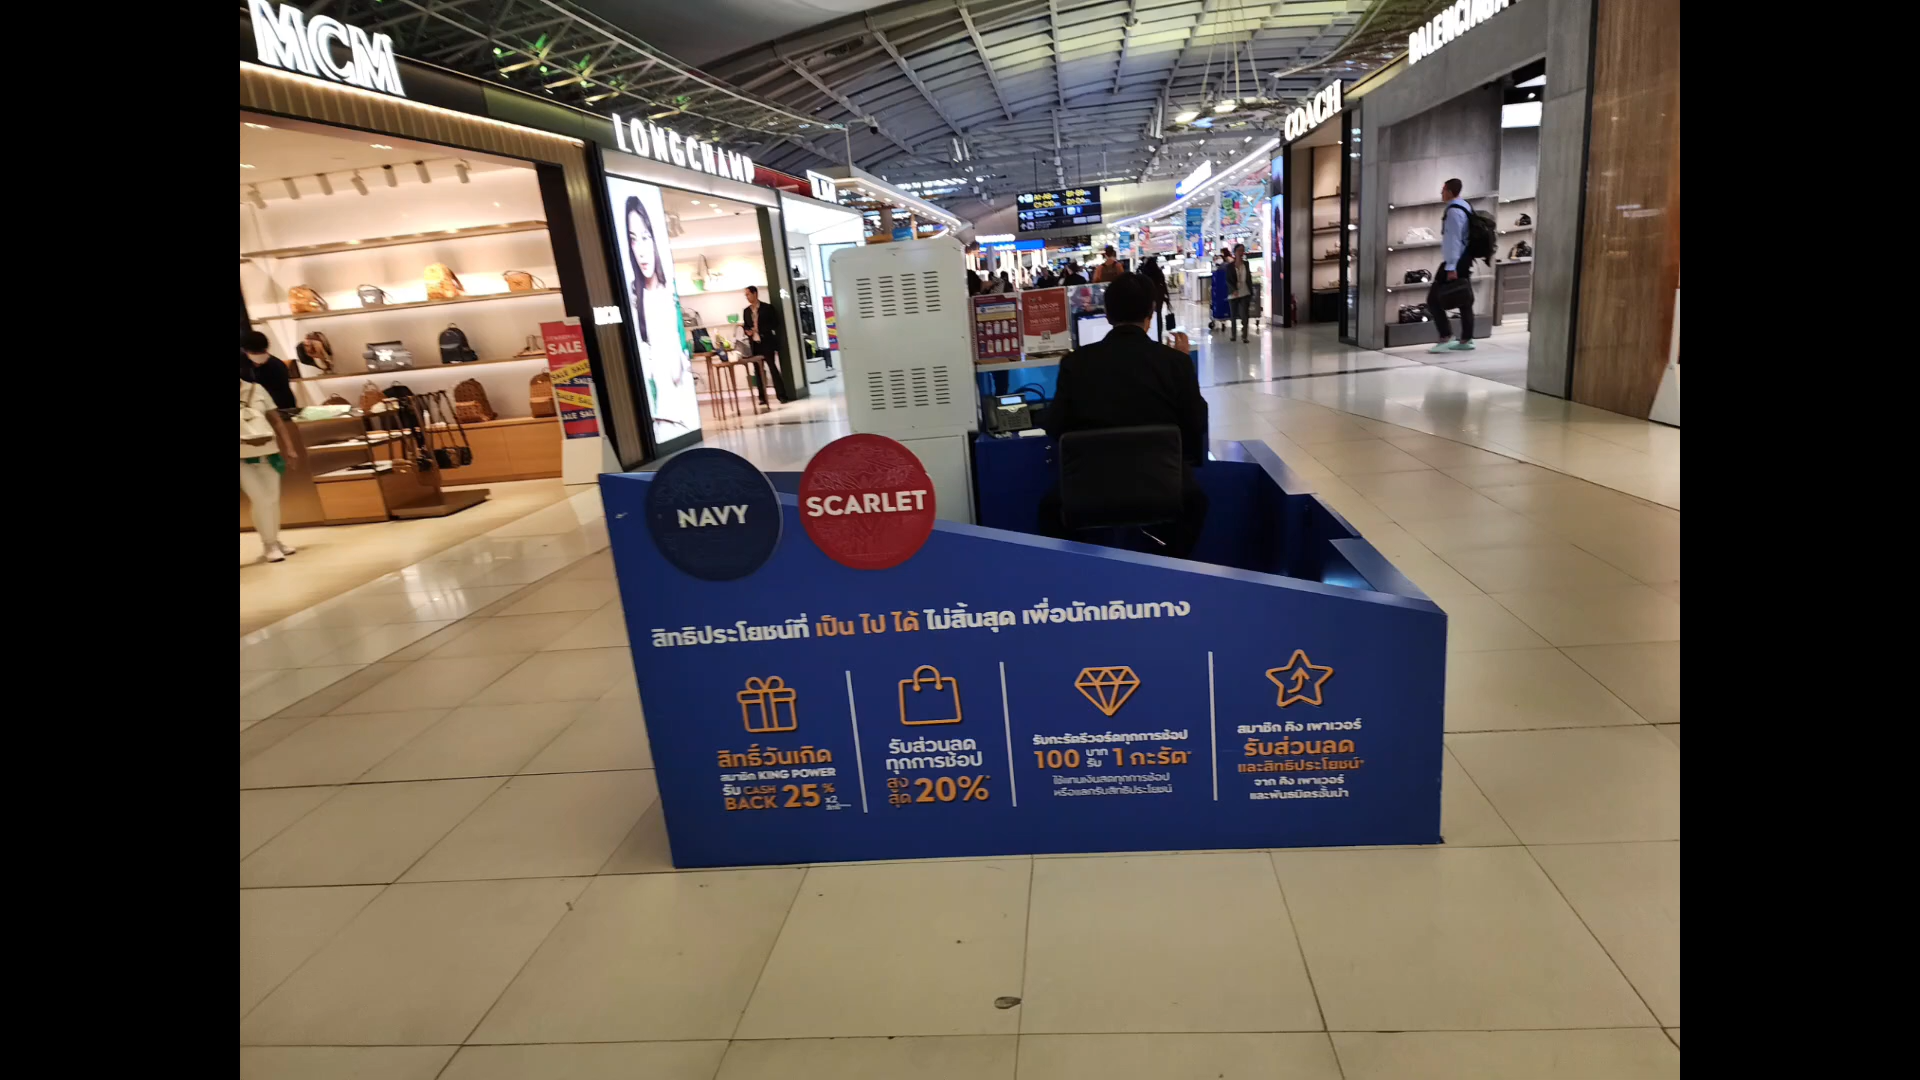 MCM
LONGCHAMP
COACH
BALENCIAGA
SALE
NAVY
SCARLET
สิทธิประโยชน์ที่ เป็น ไป ได้ ไม่สิ้นสุด เพื่อนักเดินทาง
สิทธิ์วันเกิด
สมาชิก KING POWER
รับ CASH
BACK 25%
x2
รับส่วนลด
ทุกการช้อป
สูง
สุด 20%*
รับกะรัตรีวอร์ดทุกการช้อป
100 บาท รับ 1 กะรัต*
ใช้แทนเงินสดทุกการช้อป
หรือแลกรับสิทธิประโยชน์
สมาชิก คิง เพาเวอร์
รับส่วนลด
และสิทธิประโยชน์*
จาก คิง เพาเวอร์
และพันธมิตรชั้นนำ